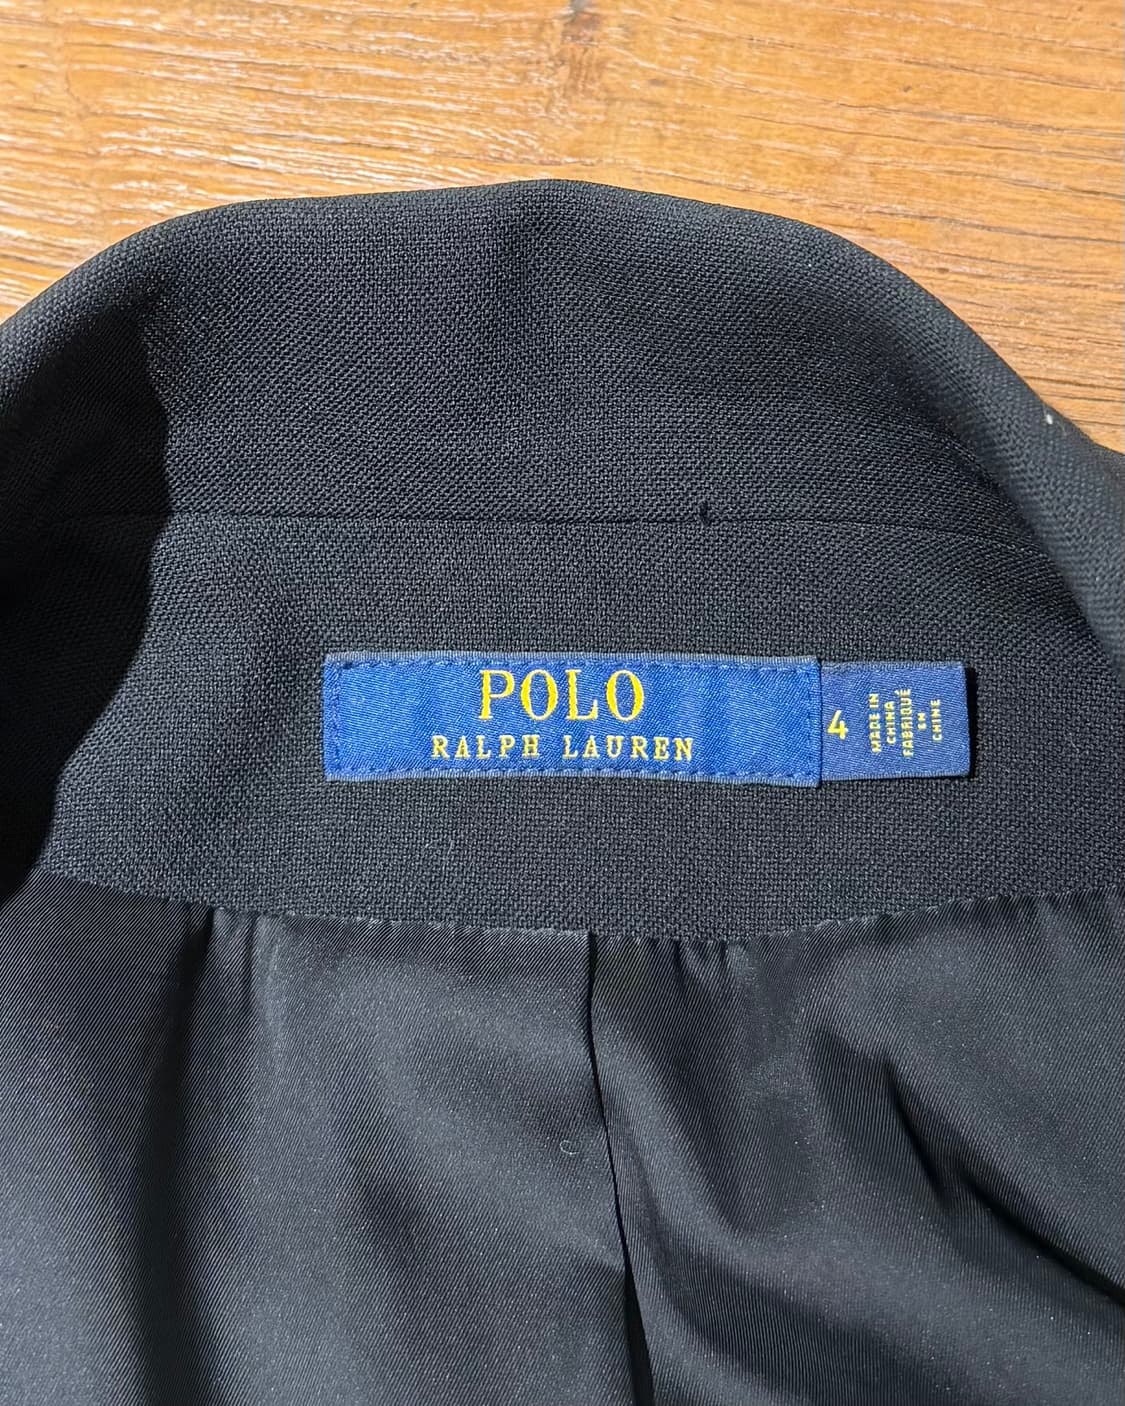 POLO
RALPH LAUREN
4
MADE IN
CHINA
FABRIQUÉ
EN
CHINE